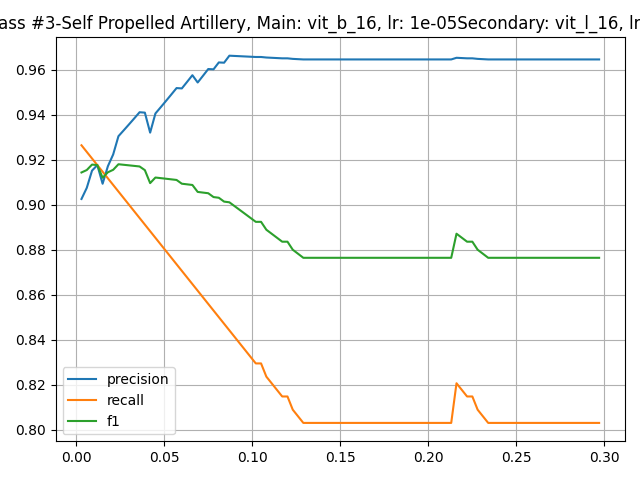 ass #3-Self Propelled Artillery, Main: vit_b_16, lr: 1e-05Secondary: vit_l_16, lr
0.96
0.94
0.92
0.90
0.88
0.86
0.84
0.82
0.80
precision
recall
f1
0.00 0.05 0.10 0.15 0.20 0.25 0.30